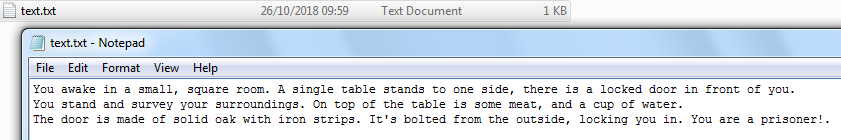 text.txt 26/10/2018 09:59 Text Document 1 KB
text.txt - Notepad
File Edit Format View Help
You awake in a small, square room. A single table stands to one side, there is a locked door in front of you.
You stand and survey your surroundings. On top of the table is some meat, and a cup of water.
The door is made of solid oak with iron strips. It's bolted from the outside, locking you in. You are a prisoner!.